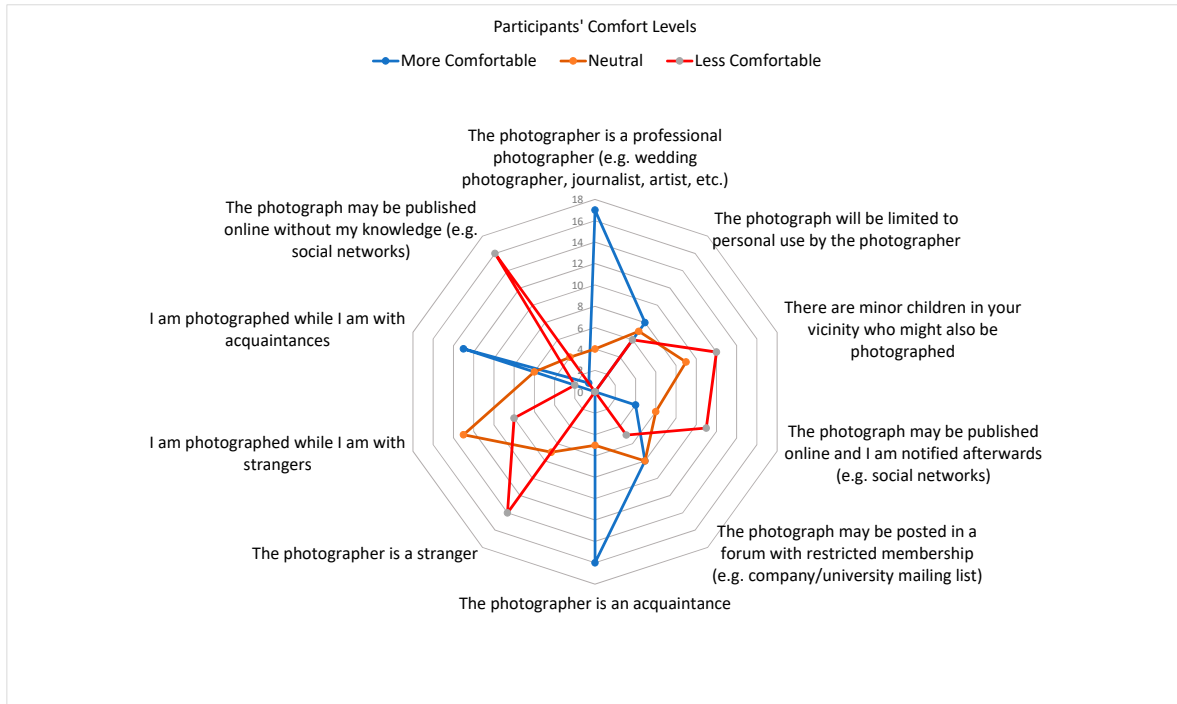 Participants' Comfort Levels
More Comfortable
Neutral
Less Comfortable
The photographer is a professional
photographer (e.g. wedding
photographer, journalist, artist, etc.)
The photograph will be limited to
personal use by the photographer
There are minor children in your
vicinity who might also be
photographed
The photograph may be published
online and I am notified afterwards
(e.g. social networks)
The photograph may be posted in a
forum with restricted membership
(e.g. company/university mailing list)
The photographer is an acquaintance
The photographer is a stranger
I am photographed while I am with
strangers
I am photographed while I am with
acquaintances
The photograph may be published
online without my knowledge (e.g.
social networks)
18
16
14
12
10
8
6
4
2
0